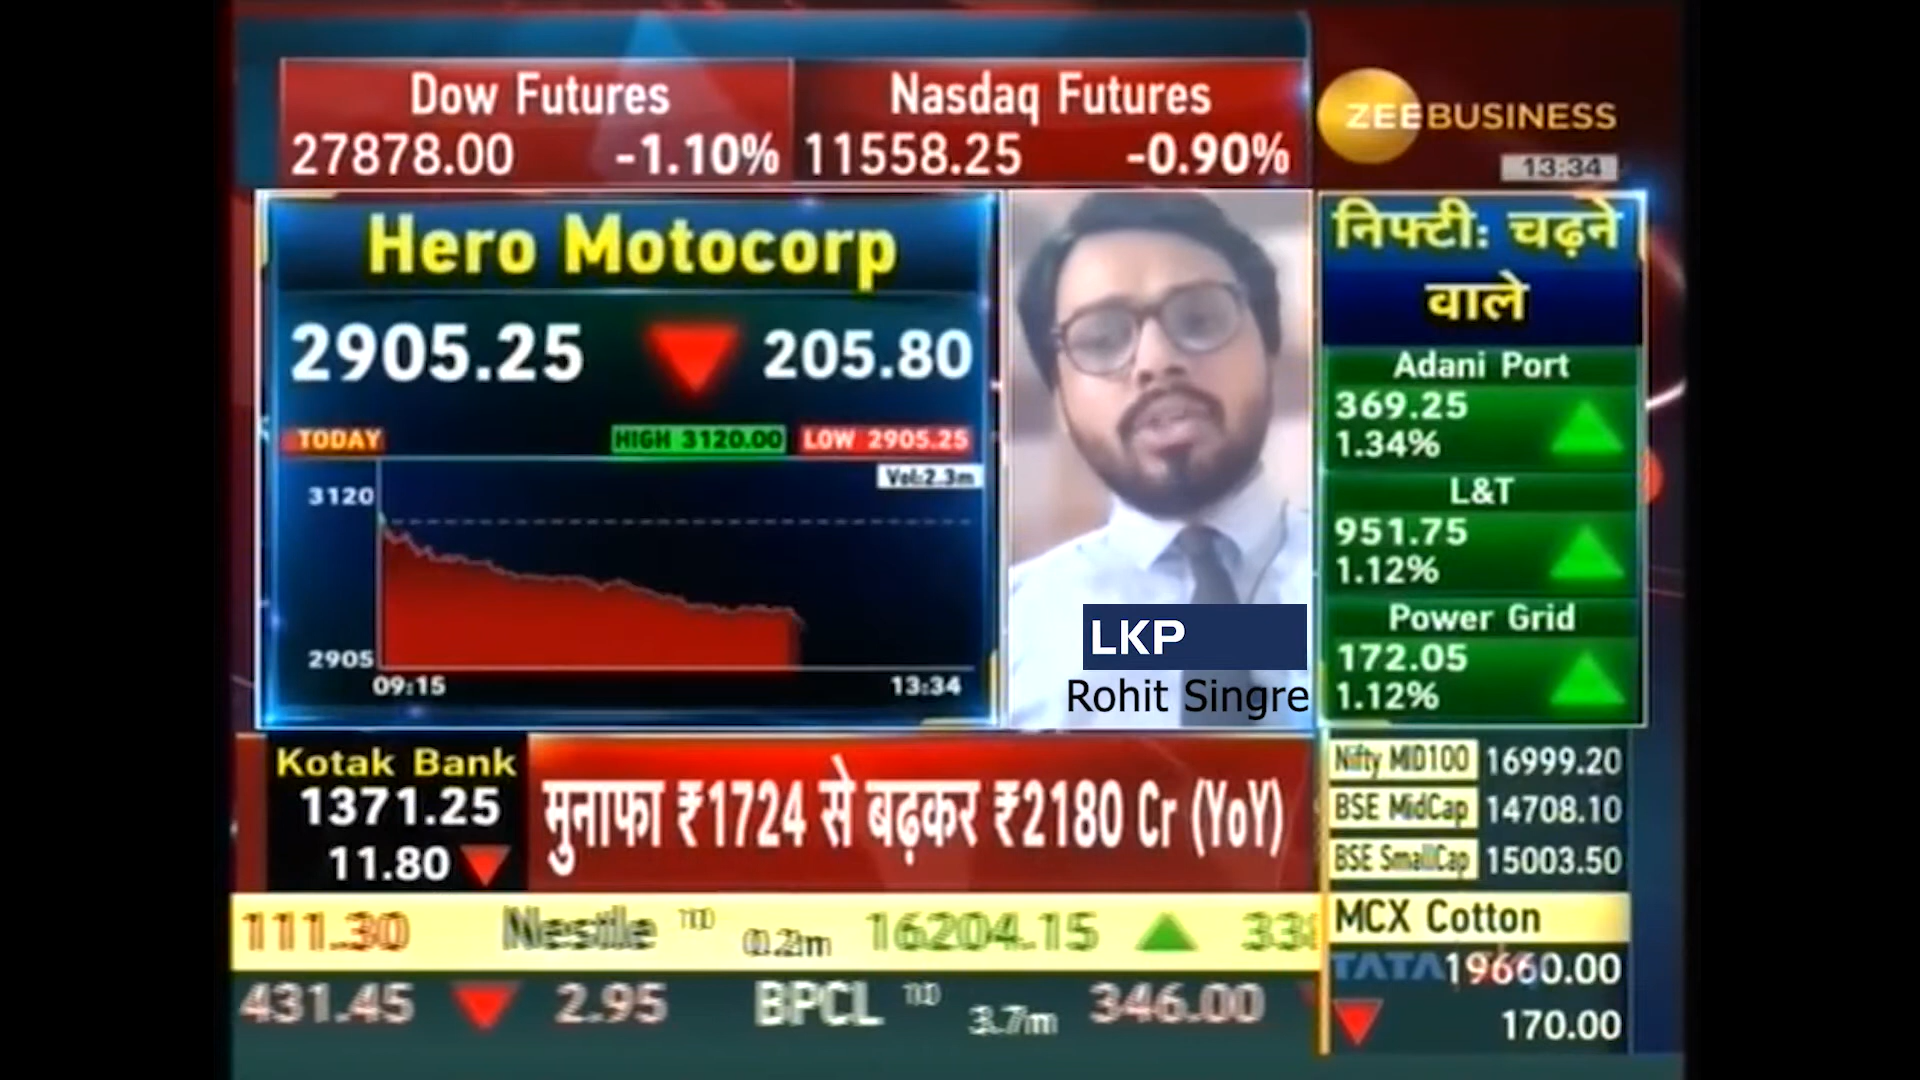 Dow Futures
27878.00 -1.10%
Nasdaq Futures
11558.25 -0.90%
ZEEBUSINESS
13:34
Hero Motocorp
2905.25 205.80
TODAY HIGH 3120.00 LOW 2905.25
Vol:2.3m
3120
2905
09:15 13:34
LKP
Rohit Singre
निफ्टी: चढ़ने
वाले
Adani Port
369.25
1.34%
L&T
951.75
1.12%
Power Grid
172.05
1.12%
Kotak Bank
1371.25
11.80
मुनाफा ₹1724 से बढ़कर ₹2180 Cr (YoY)
Nifty MID100 16999.20
BSE MidCap 14708.10
BSE SmallCap 15003.50
MCX Cotton
TATA 19660.00
170.00
111.30 Nestle 0.2m 16204.15
431.45 2.95 BPCL 3.7m 346.00